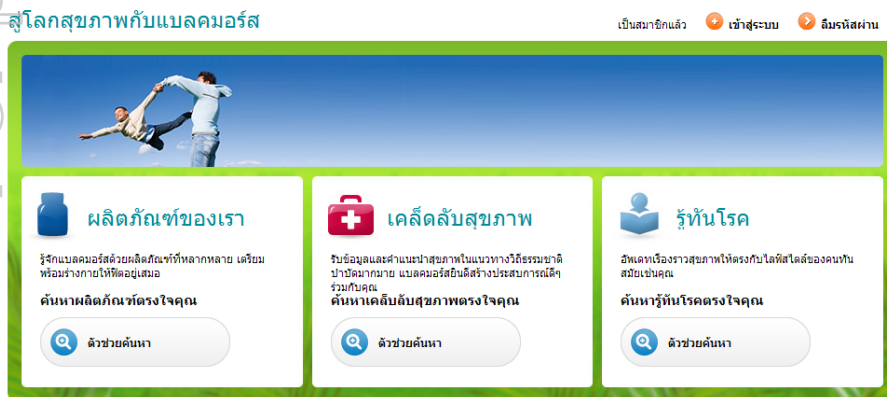 สู่โลกสุขภาพกับแบลคมอร์ส
เป็นสมาชิกแล้ว เข้าสู่ระบบ ลืมรหัสผ่าน
ผลิตภัณฑ์ของเรา
รู้จักแบลคมอร์สด้วยผลิตภัณฑ์ที่หลากหลาย เตรียม
พร้อมร่างกายให้ฟิตอยู่เสมอ
ค้นหาผลิตภัณฑ์ตรงใจคุณ
ตัวช่วยค้นหา
เคล็ดลับสุขภาพ
รับข้อมูลและคำแนะนำสุขภาพในแนวทางวิถีธรรมชาติ
บำบัดมากมาย แบลคมอร์สยินดีสร้างประสบการณ์ดีๆ
ร่วมกับคุณ
ค้นหาเคล็บลับสุขภาพตรงใจคุณ
ตัวช่วยค้นหา
รู้ทันโรค
อัพเดทเรื่องราวสุขภาพให้ตรงกับไลฟ์สไตล์ของคนทัน
สมัยเช่นคุณ
ค้นหารู้ทันโรคตรงใจคุณ
ตัวช่วยค้นหา